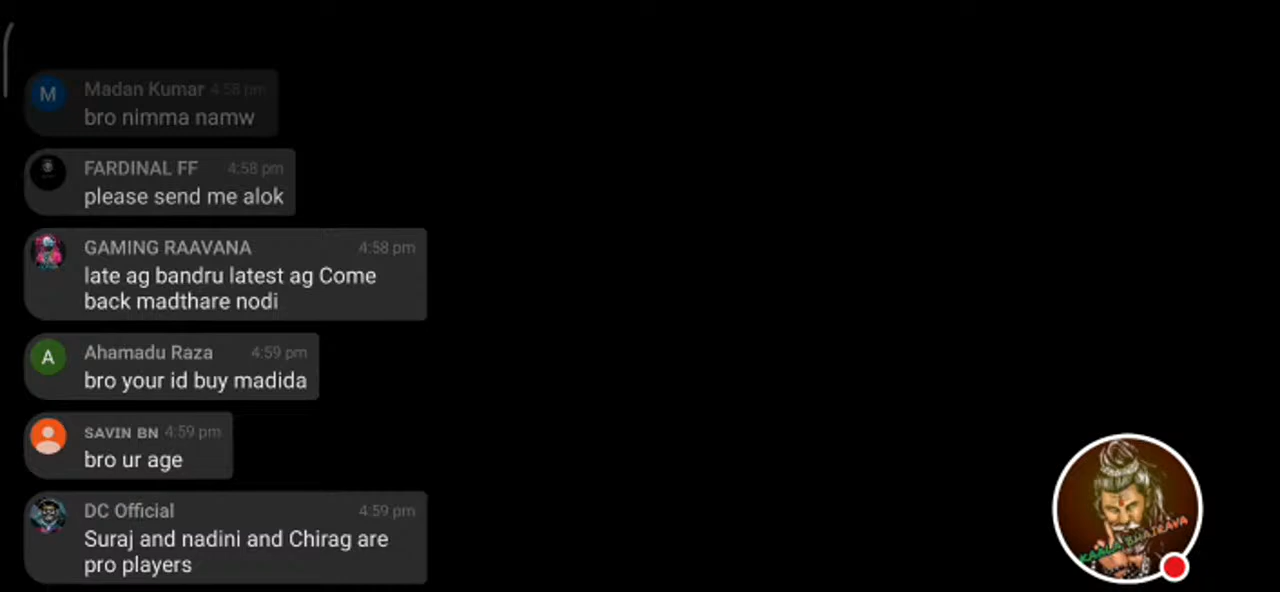 Madan Kumar 4:58 pm
bro nimma namw
FARDINAL FF 4:58 pm
please send me alok
GAMING RAAVANA 4:58 pm
late ag bandru latest ag Come
back madthare nodi
A
Ahamadu Raza 4:59 pm
bro your id buy madida
SAVIN BN 4:59 pm
bro ur age
DC Official 4:59 pm
Suraj and nadini and Chirag are
pro players
M
KAALA BHAIRAVA